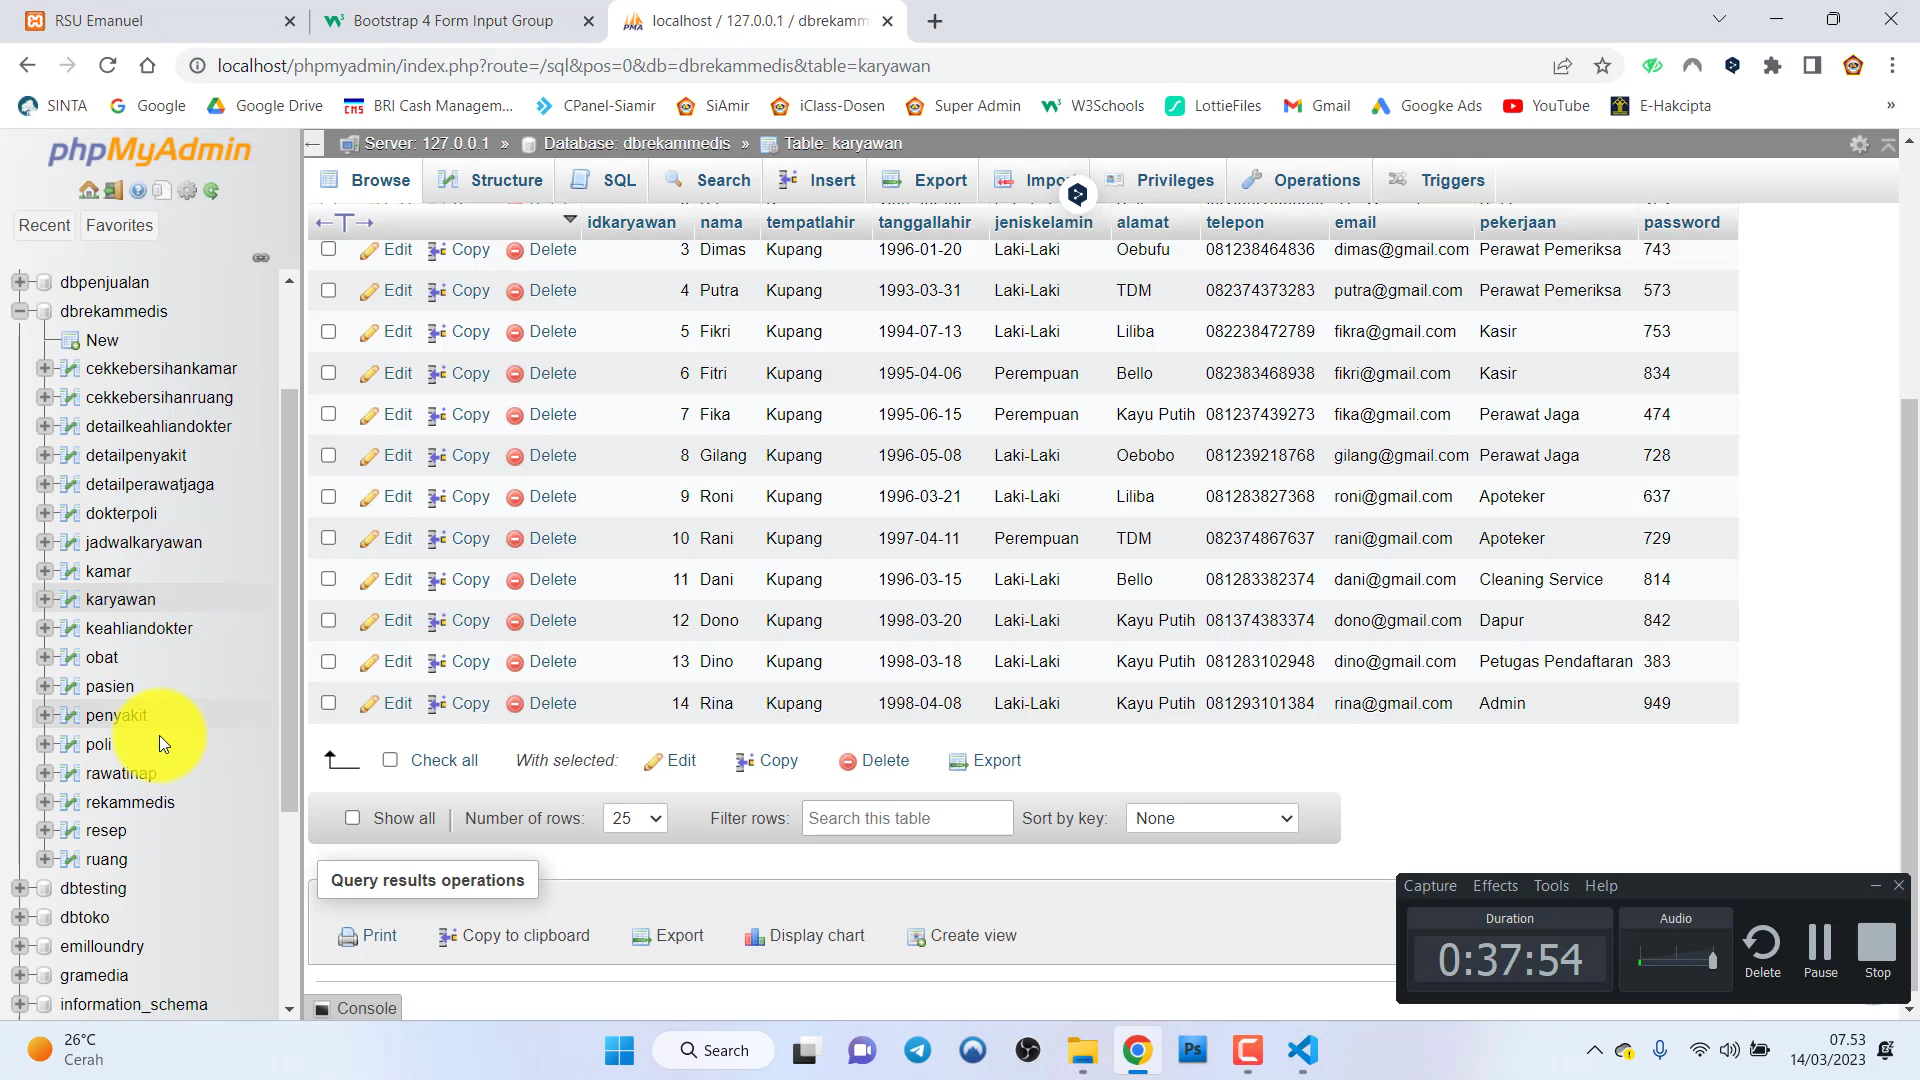 RSU Emanuel
Bootstrap 4 Form Input Group
localhost / 127.0.0.1 / dbrekamm
localhost/phpmyadmin/index.php?route=/sql&pos=0&db=dbrekammedis&table=karyawan
SINTA Google Google Drive BRI Cash Managem... CPanel-Siamir SiAmir iClass-Dosen Super Admin W3Schools LottieFiles Gmail Googke Ads YouTube E-Hakcipta »
phpMyAdmin
Recent Favorites
dbpenjualan
dbrekammedis
New
cekkebersihankamar
cekkebersihanruang
detailkeahliandokter
detailpenyakit
detailperawatjaga
dokterpoli
jadwalkaryawan
kamar
karyawan
keahliandokter
obat
pasien
penyakit
poli
rawatinap
rekammedis
resep
ruang
dbtesting
dbtoko
emilloundry
gramedia
information_schema
Server: 127.0.0.1 » Database: dbrekammedis » Table: karyawan
Browse Structure SQL Search Insert Export Impo Privileges Operations Triggers
idkaryawan nama tempatlahir tanggallahir jeniskelamin alamat telepon email pekerjaan password
Edit Copy Delete 3 Dimas Kupang 1996-01-20 Laki-Laki Oebufu 081238464836 dimas@gmail.com Perawat Pemeriksa 743
Edit Copy Delete 4 Putra Kupang 1993-03-31 Laki-Laki TDM 082374373283 putra@gmail.com Perawat Pemeriksa 573
Edit Copy Delete 5 Fikri Kupang 1994-07-13 Laki-Laki Liliba 082238472789 fikra@gmail.com Kasir 753
Edit Copy Delete 6 Fitri Kupang 1995-04-06 Perempuan Bello 082383468938 fikri@gmail.com Kasir 834
Edit Copy Delete 7 Fika Kupang 1995-06-15 Perempuan Kayu Putih 081237439273 fika@gmail.com Perawat Jaga 474
Edit Copy Delete 8 Gilang Kupang 1996-05-08 Laki-Laki Oebobo 081239218768 gilang@gmail.com Perawat Jaga 728
Edit Copy Delete 9 Roni Kupang 1996-03-21 Laki-Laki Liliba 081283827368 roni@gmail.com Apoteker 637
Edit Copy Delete 10 Rani Kupang 1997-04-11 Perempuan TDM 082374867637 rani@gmail.com Apoteker 729
Edit Copy Delete 11 Dani Kupang 1996-03-15 Laki-Laki Bello 081283382374 dani@gmail.com Cleaning Service 814
Edit Copy Delete 12 Dono Kupang 1998-03-20 Laki-Laki Kayu Putih 081374383374 dono@gmail.com Dapur 842
Edit Copy Delete 13 Dino Kupang 1998-03-18 Laki-Laki Kayu Putih 081283102948 dino@gmail.com Petugas Pendaftaran 383
Edit Copy Delete 14 Rina Kupang 1998-04-08 Laki-Laki Kayu Putih 081293101384 rina@gmail.com Admin 949
Check all With selected: Edit Copy Delete Export
Show all Number of rows: 25 Filter rows: Search this table Sort by key: None
Query results operations
Print Copy to clipboard Export Display chart Create view
Console
Capture Effects Tools Help
Duration
0:37:54
Audio
Delete Pause Stop
26°C
Cerah
Search
Ps
07.53
14/03/2023